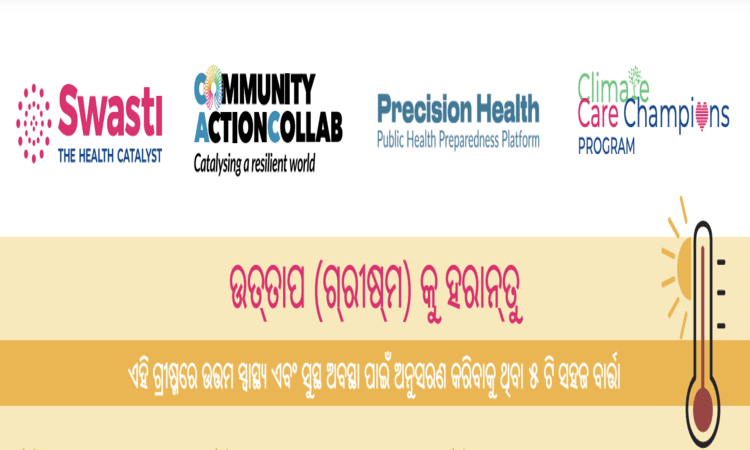 Swasti
THE HEALTH CATALYST
COMMUNITY
ACTIONCOLLAB
Catalysing a resilient world
Precision Health
Public Health Preparedness Platform
Climate
Care Champions
PROGRAM
ଉତ୍‌ତାପ (ଗ୍‌ରୀଷ୍‌ମ) କୁ ହରାନ୍‌ତୁ
ଏହି ଗ୍ରୀଷ୍ମରେ ଉତ୍ତମ ସ୍ୱାସ୍ଥ୍ୟ ଏବଂ ସୁସ୍ଥ ଅବସ୍ଥା ପାଇଁ ଅନୁସରଣ କରିବାକୁ ଥିବା ୫ ଟି ସହଜ ବାର୍ତ୍ତା